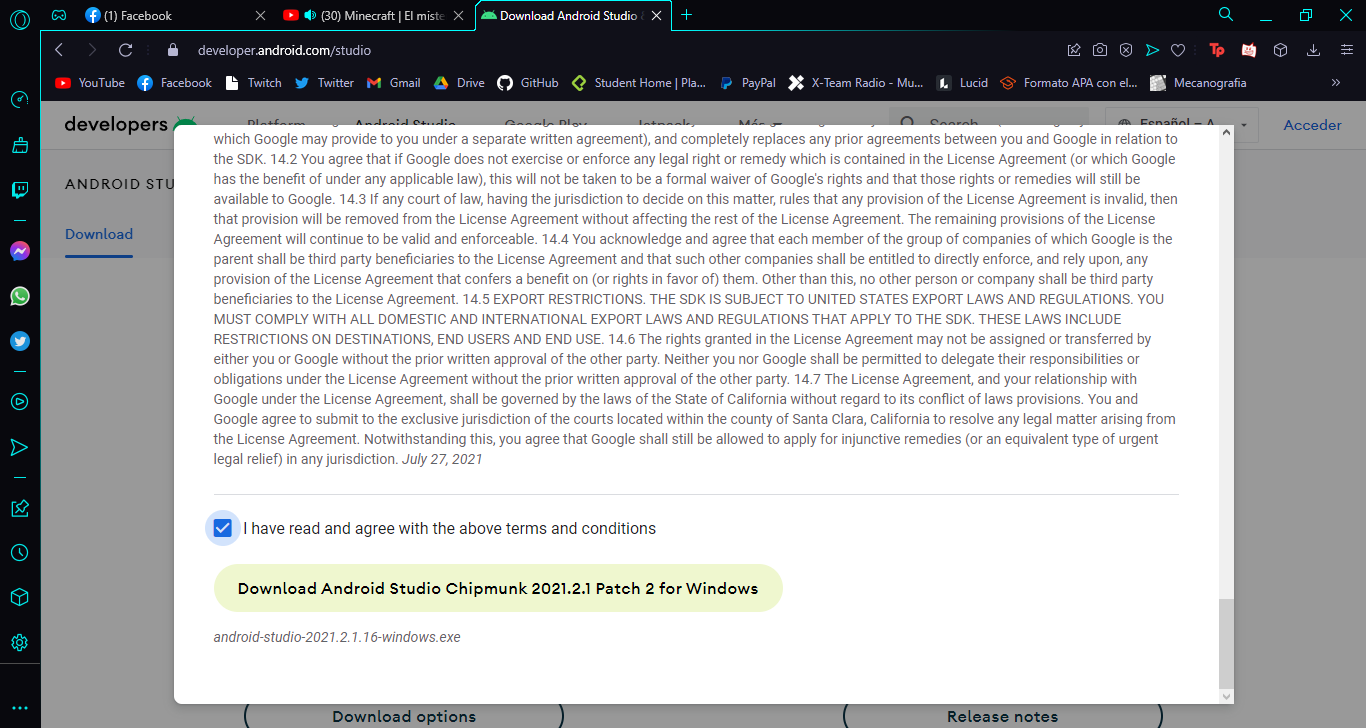 (1) Facebook
(30) Minecraft | El miste
Download Android Studio
developer.android.com/studio
YouTube
Facebook
Twitch
Twitter
Gmail
Drive
GitHub
Student Home | Pla...
PayPal
X-Team Radio - Mu...
Lucid
Formato APA con el...
Mecanografia
developers
Platform
Android Studio
Google Play
Jetpack
Más
Search
Español – A
Acceder
ANDROID STU
Download
which Google may provide to you under a separate written agreement), and completely replaces any prior agreements between you and Google in relation to
the SDK. 14.2 You agree that if Google does not exercise or enforce any legal right or remedy which is contained in the License Agreement (or which Google
has the benefit of under any applicable law), this will not be taken to be a formal waiver of Google's rights and that those rights or remedies will still be
available to Google. 14.3 If any court of law, having the jurisdiction to decide on this matter, rules that any provision of the License Agreement is invalid, then
that provision will be removed from the License Agreement without affecting the rest of the License Agreement. The remaining provisions of the License
Agreement will continue to be valid and enforceable. 14.4 You acknowledge and agree that each member of the group of companies of which Google is the
parent shall be third party beneficiaries to the License Agreement and that such other companies shall be entitled to directly enforce, and rely upon, any
provision of the License Agreement that confers a benefit on (or rights in favor of) them. Other than this, no other person or company shall be third party
beneficiaries to the License Agreement. 14.5 EXPORT RESTRICTIONS. THE SDK IS SUBJECT TO UNITED STATES EXPORT LAWS AND REGULATIONS. YOU
MUST COMPLY WITH ALL DOMESTIC AND INTERNATIONAL EXPORT LAWS AND REGULATIONS THAT APPLY TO THE SDK. THESE LAWS INCLUDE
RESTRICTIONS ON DESTINATIONS, END USERS AND END USE. 14.6 The rights granted in the License Agreement may not be assigned or transferred by
either you or Google without the prior written approval of the other party. Neither you nor Google shall be permitted to delegate their responsibilities or
obligations under the License Agreement without the prior written approval of the other party. 14.7 The License Agreement, and your relationship with
Google under the License Agreement, shall be governed by the laws of the State of California without regard to its conflict of laws provisions. You and
Google agree to submit to the exclusive jurisdiction of the courts located within the county of Santa Clara, California to resolve any legal matter arising from
the License Agreement. Notwithstanding this, you agree that Google shall still be allowed to apply for injunctive remedies (or an equivalent type of urgent
legal relief) in any jurisdiction. July 27, 2021
I have read and agree with the above terms and conditions
Download Android Studio Chipmunk 2021.2.1 Patch 2 for Windows
android-studio-2021.2.1.16-windows.exe
Download options
Release notes